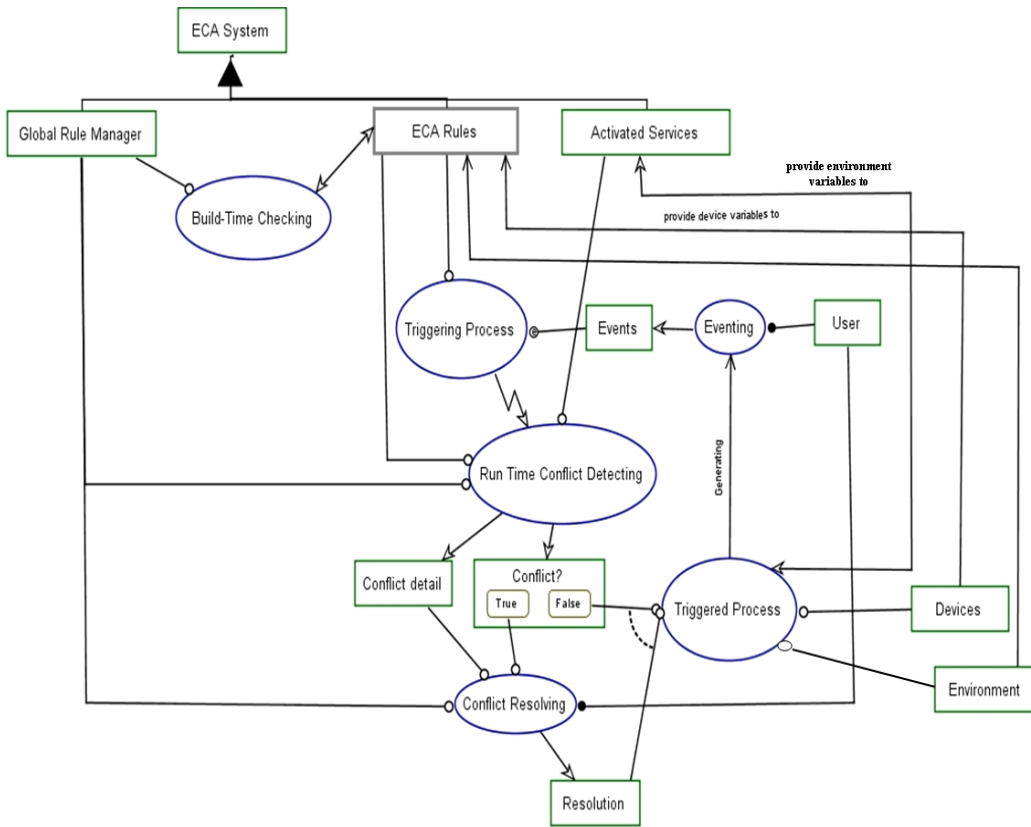 ECA System
Global Rule Manager
ECA Rules
Activated Services
provide environment
variables to
Build-Time Checking
provide device variables to
Triggering Process
Events
Eventing
User
Generating
Run Time Conflict Detecting
Conflict detail
Conflict?
True
False
Triggered Process
Devices
Conflict Resolving
Environment
Resolution